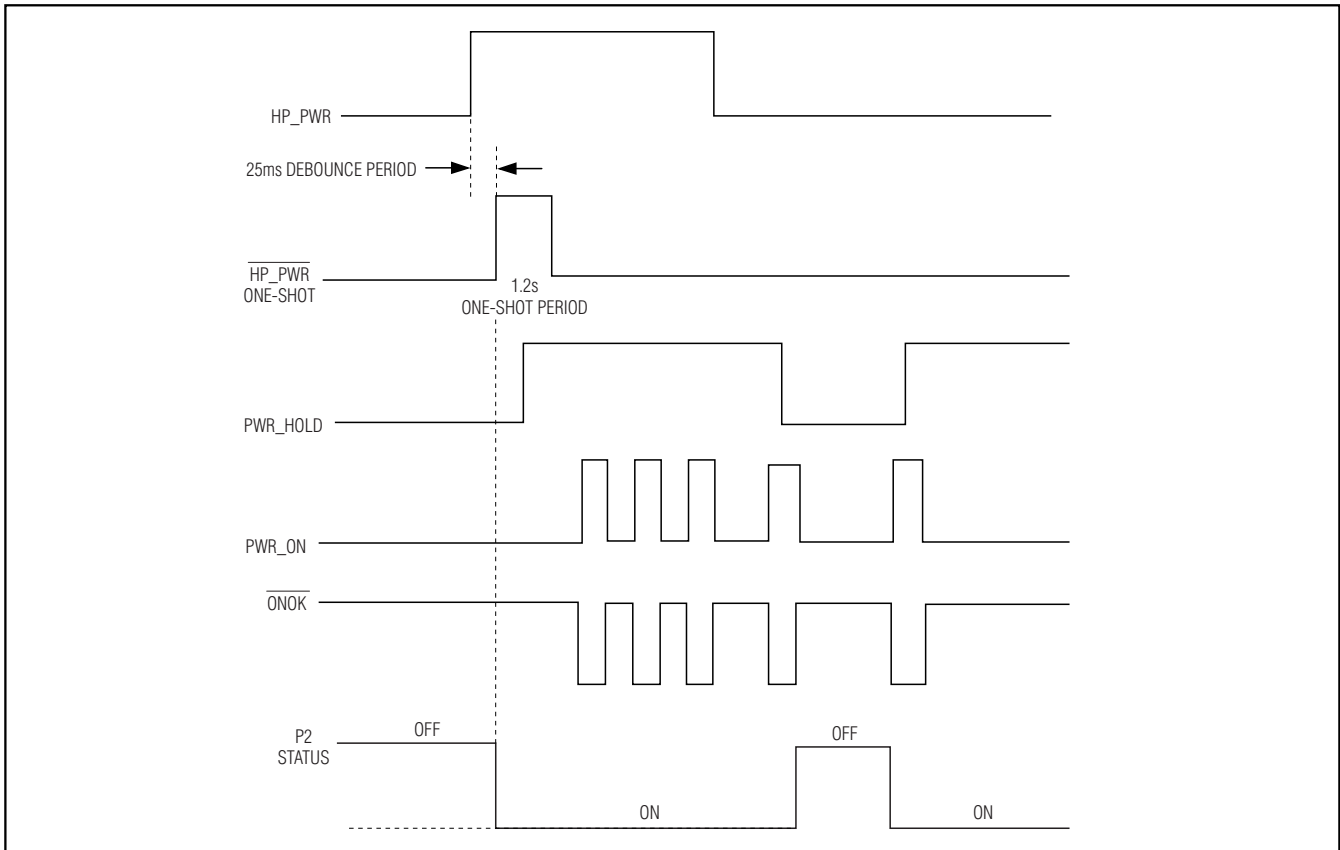 HP_PWR
25ms DEBOUNCE PERIOD
HP_PWR
ONE-SHOT
1.2s
ONE-SHOT PERIOD
PWR_HOLD
PWR_ON
ONOK
P2
STATUS
OFF
ON
OFF
ON